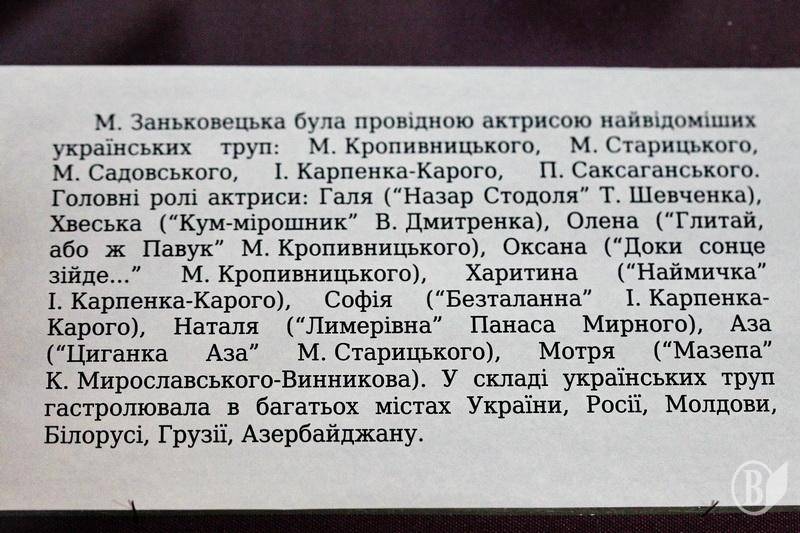 М. Заньковецька була провідною актрисою найвідоміших
українських труп: М. Кропивницького, М. Старицького,
М. Садовського, І. Карпенка-Карого, П. Саксаганського.
Головні ролі актриси: Галя (“Назар Стодоля” Т. Шевченка),
Хвеська (“Кум-мірошник” В. Дмитренка), Олена (“Глитай,
або ж Павук” М. Кропивницького), Оксана (“Доки сонце
зійде...” М. Кропивницького), Харитина (“Наймичка”
І. Карпенка-Карого), Софія (“Безталанна” І. Карпенка-
Карого), Наталя (“Лимерівна” Панаса Мирного), Аза
(“Циганка Аза” М. Старицького), Мотря (“Мазепа”
К. Мирославського-Винникова). У складі українських труп
гастролювала в багатьох містах України, Росії, Молдови,
Білорусі, Грузії, Азербайджану.
В